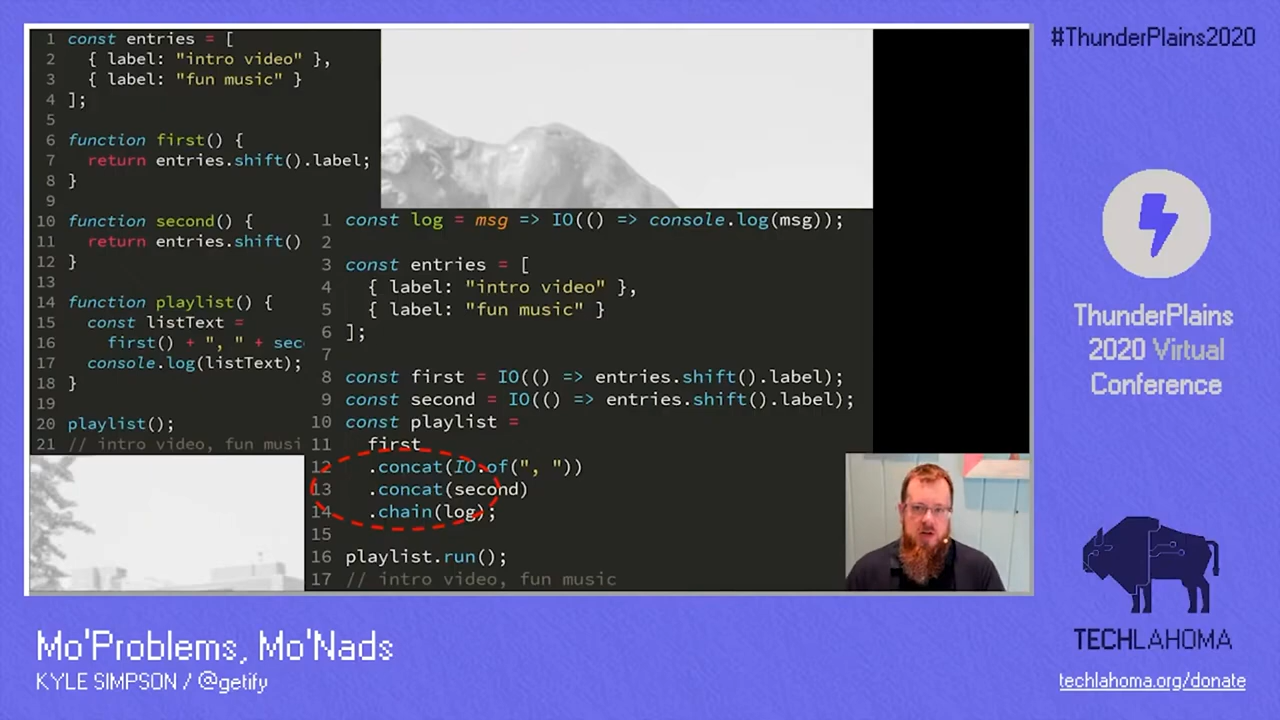 #ThunderPlains2020
1 const entries = [
2 { label: "intro video" },
3 { label: "fun music" }
4 ];
5
6 function first() {
7 return entries.shift().label;
8 }
9
10 function second() {
11 return entries.shift()
12 }
13
14 function playlist() {
15 const listText =
16 first() + ", " + sec
17 console.log(listText);
18 }
19
20 playlist();
21 // intro video, fun musi
1 const log = msg => IO(() => console.log(msg));
2
3 const entries = [
4 { label: "intro video" },
5 { label: "fun music" }
6 ];
7
8 const first = IO(() => entries.shift().label);
9 const second = IO(() => entries.shift().label);
10 const playlist =
11 first
12 .concat(IO.of(", "))
13 .concat(second)
14 .chain(log);
15
16 playlist.run();
17 // intro video, fun music
ThunderPlains
2020 Virtual
Conference
TECHLAHOMA
techlahoma.org/donate
Mo'Problems, Mo'Nads
KYLE SIMPSON / @getify